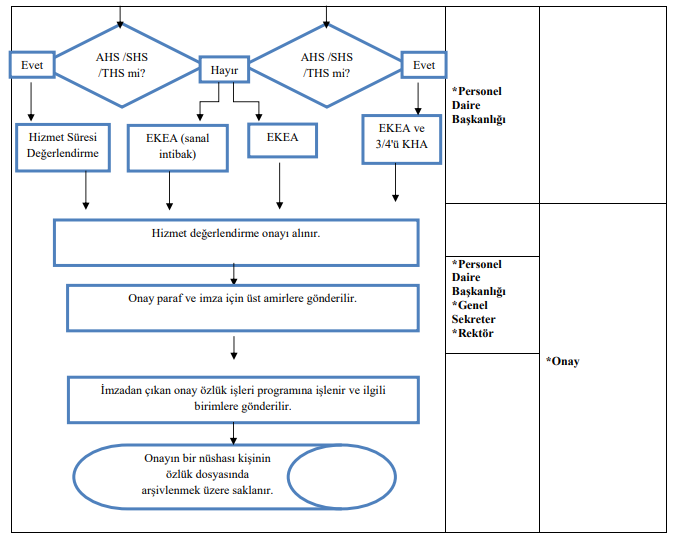 AHS /SHS
/THS mi?
AHS /SHS
/THS mi?
Evet
Hayır
Evet
Hizmet Süresi
Değerlendirme
EKEA (sanal
intibak)
EKEA
EKEA ve
3/4'ü KHA
*Personel
Daire
Başkanlığı
Hizmet değerlendirme onayı alınır.
Onay paraf ve imza için üst amirlere gönderilir.
*Personel
Daire
Başkanlığı
*Genel
Sekreter
*Rektör
*Onay
İmzadan çıkan onay özlük işleri programına işlenir ve ilgili
birimlere gönderilir.
Onayın bir nüshası kişinin
özlük dosyasında
arşivlenmek üzere saklanır.